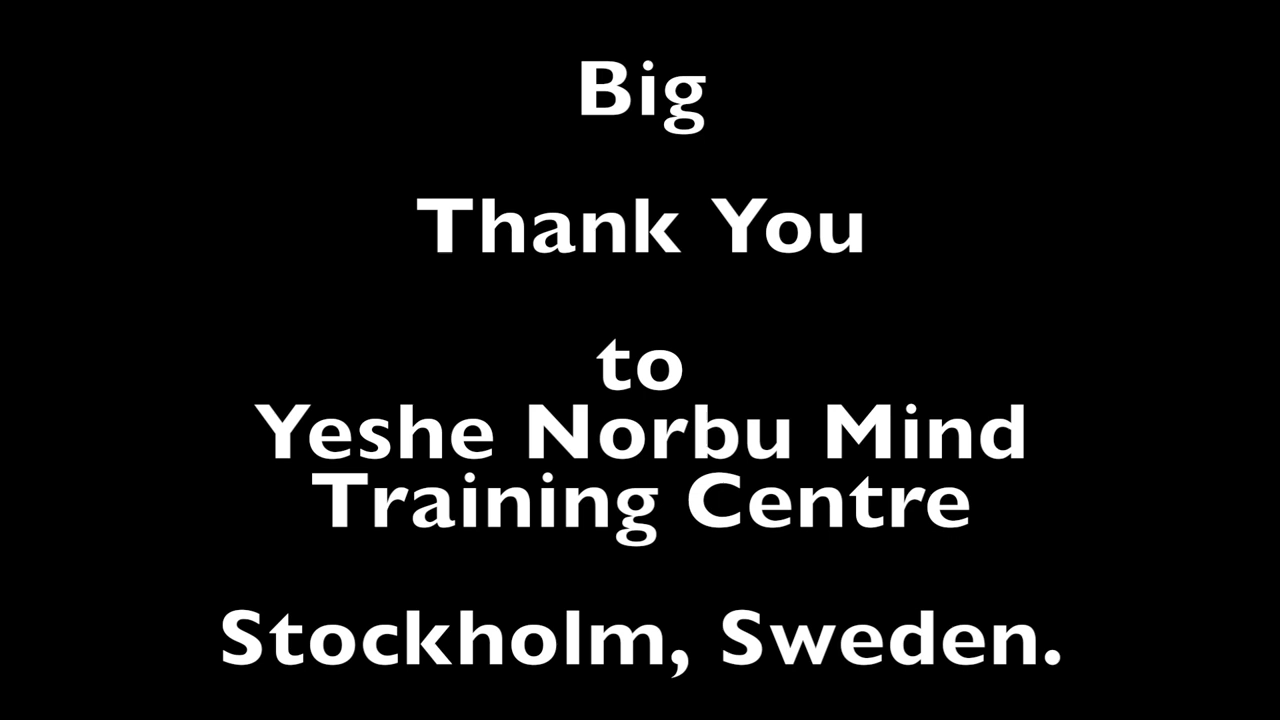 Big
Thank You
to
Yeshe Norbu Mind
Training Centre
Stockholm, Sweden.